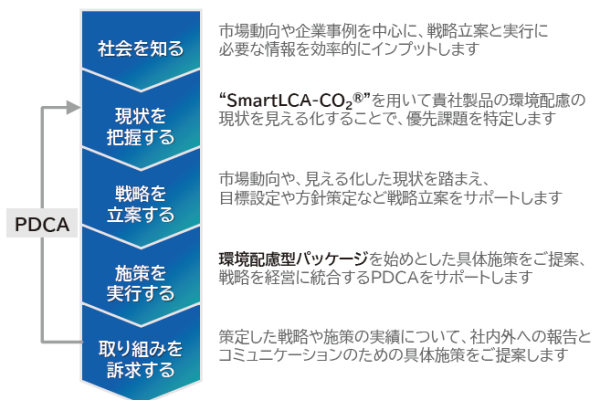 社会を知る
市場動向や企業事例を中心に、戦略立案と実行に
必要な情報を効率的にインプットします
現状を
把握する
“SmartLCA-CO₂®”を用いて貴社製品の環境配慮の
現状を見える化することで、優先課題を特定します
戦略を
立案する
市場動向や、見える化した現状を踏まえ、
目標設定や方針策定など戦略立案をサポートします
PDCA
施策を
実行する
環境配慮型パッケージを始めとした具体施策をご提案、
戦略を経営に統合するPDCAをサポートします
取り組みを
訴求する
策定した戦略や施策の実績について、社内外への報告と
コミュニケーションのための具体施策をご提案します